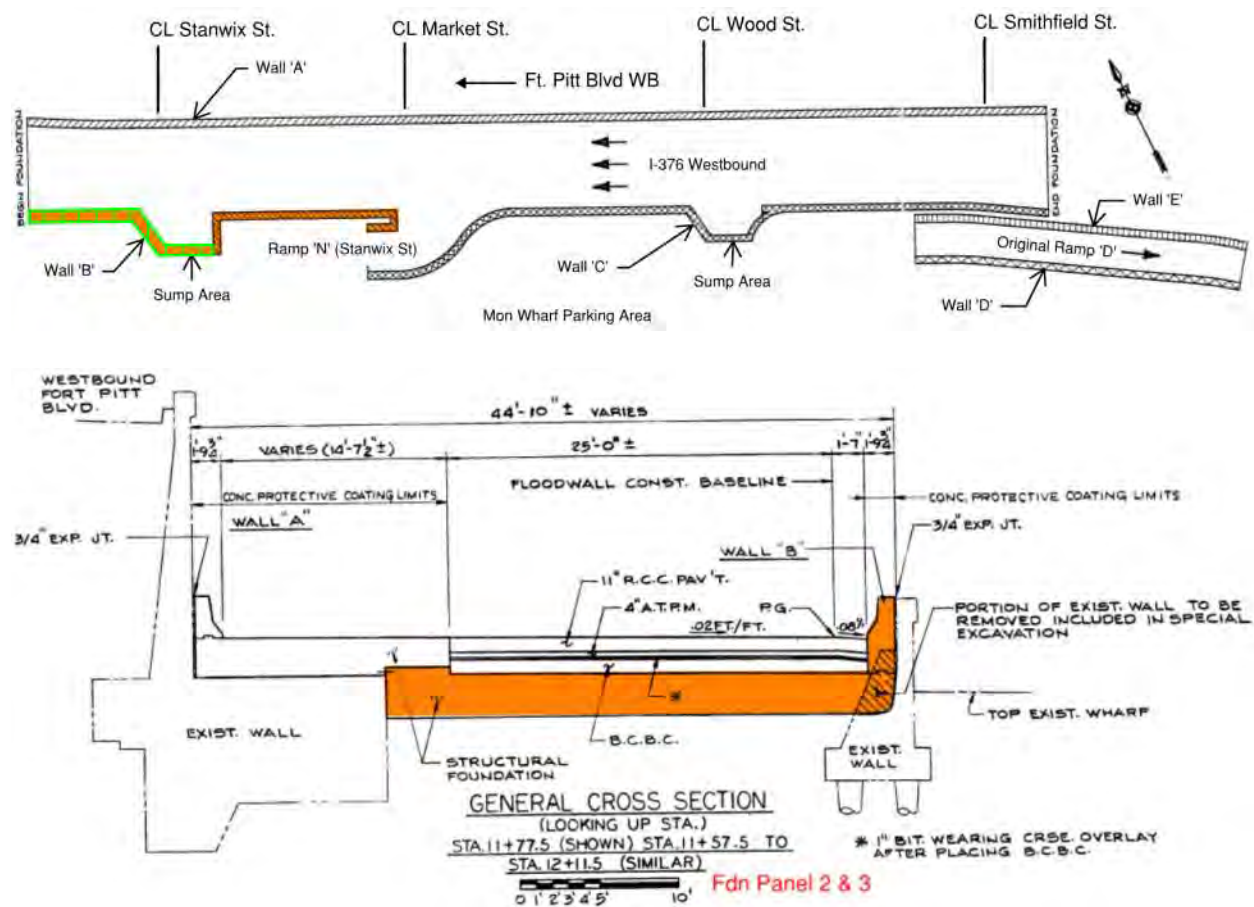 CL Stanwix St.
CL Market St.
CL Wood St.
CL Smithfield St.
Wall 'A'
Ft. Pitt Blvd WB
BEGIN FOUNDATION
I-376 Westbound
Wall 'E'
Ramp 'N' (Stanwix St)
Original Ramp 'D'
Wall 'B'
Wall 'C'
Sump Area
Sump Area
Wall 'D'
Mon Wharf Parking Area
WESTBOUND
FORT PITT
BLVD.
44'-10"± VARIES
1'-9¾"
VARIES (14'-7½"±)
25'-0"±
1'-7"
1'-9¾"
FLOODWALL CONST. BASELINE
CONC. PROTECTIVE COATING LIMITS
CONC. PROTECTIVE COATING LIMITS
WALL "A"
3/4" EXP. JT.
3/4" EXP. JT.
WALL "B"
11" R.C.C. PAV'T.
4" A.T.P.M.
P.G.
.02FT./FT.
PORTION OF EXIST. WALL TO BE
REMOVED INCLUDED IN SPECIAL
EXCAVATION
*
TOP EXIST. WHARF
EXIST. WALL
B.C.B.C.
EXIST.
WALL
STRUCTURAL
FOUNDATION
GENERAL CROSS SECTION
(LOOKING UP STA.)
STA. 11+77.5 (SHOWN) STA. 11+57.5 TO
STA. 12+11.5 (SIMILAR)
* 1" BIT. WEARING CRSE. OVERLAY
AFTER PLACING B.C.B.C.
Fdn Panel 2 & 3
0 1' 2' 3' 4' 5' 10'